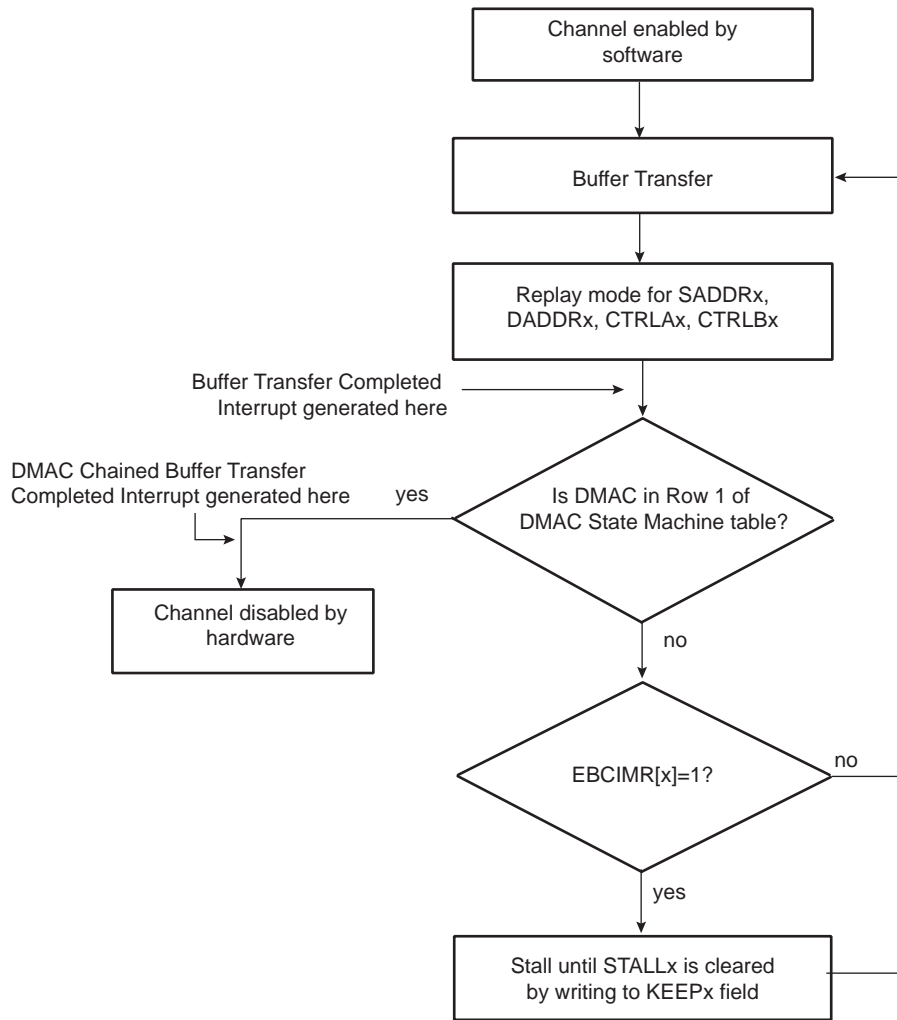 Channel enabled by
software
Buffer Transfer
Replay mode for SADDRx,
DADDRx, CTRLAx, CTRLBx
Buffer Transfer Completed
Interrupt generated here
DMAC Chained Buffer Transfer
Completed Interrupt generated here
yes
Is DMAC in Row 1 of
DMAC State Machine table?
Channel disabled by
hardware
no
EBCIMR[x]=1?
no
yes
Stall until STALLx is cleared
by writing to KEEPx field